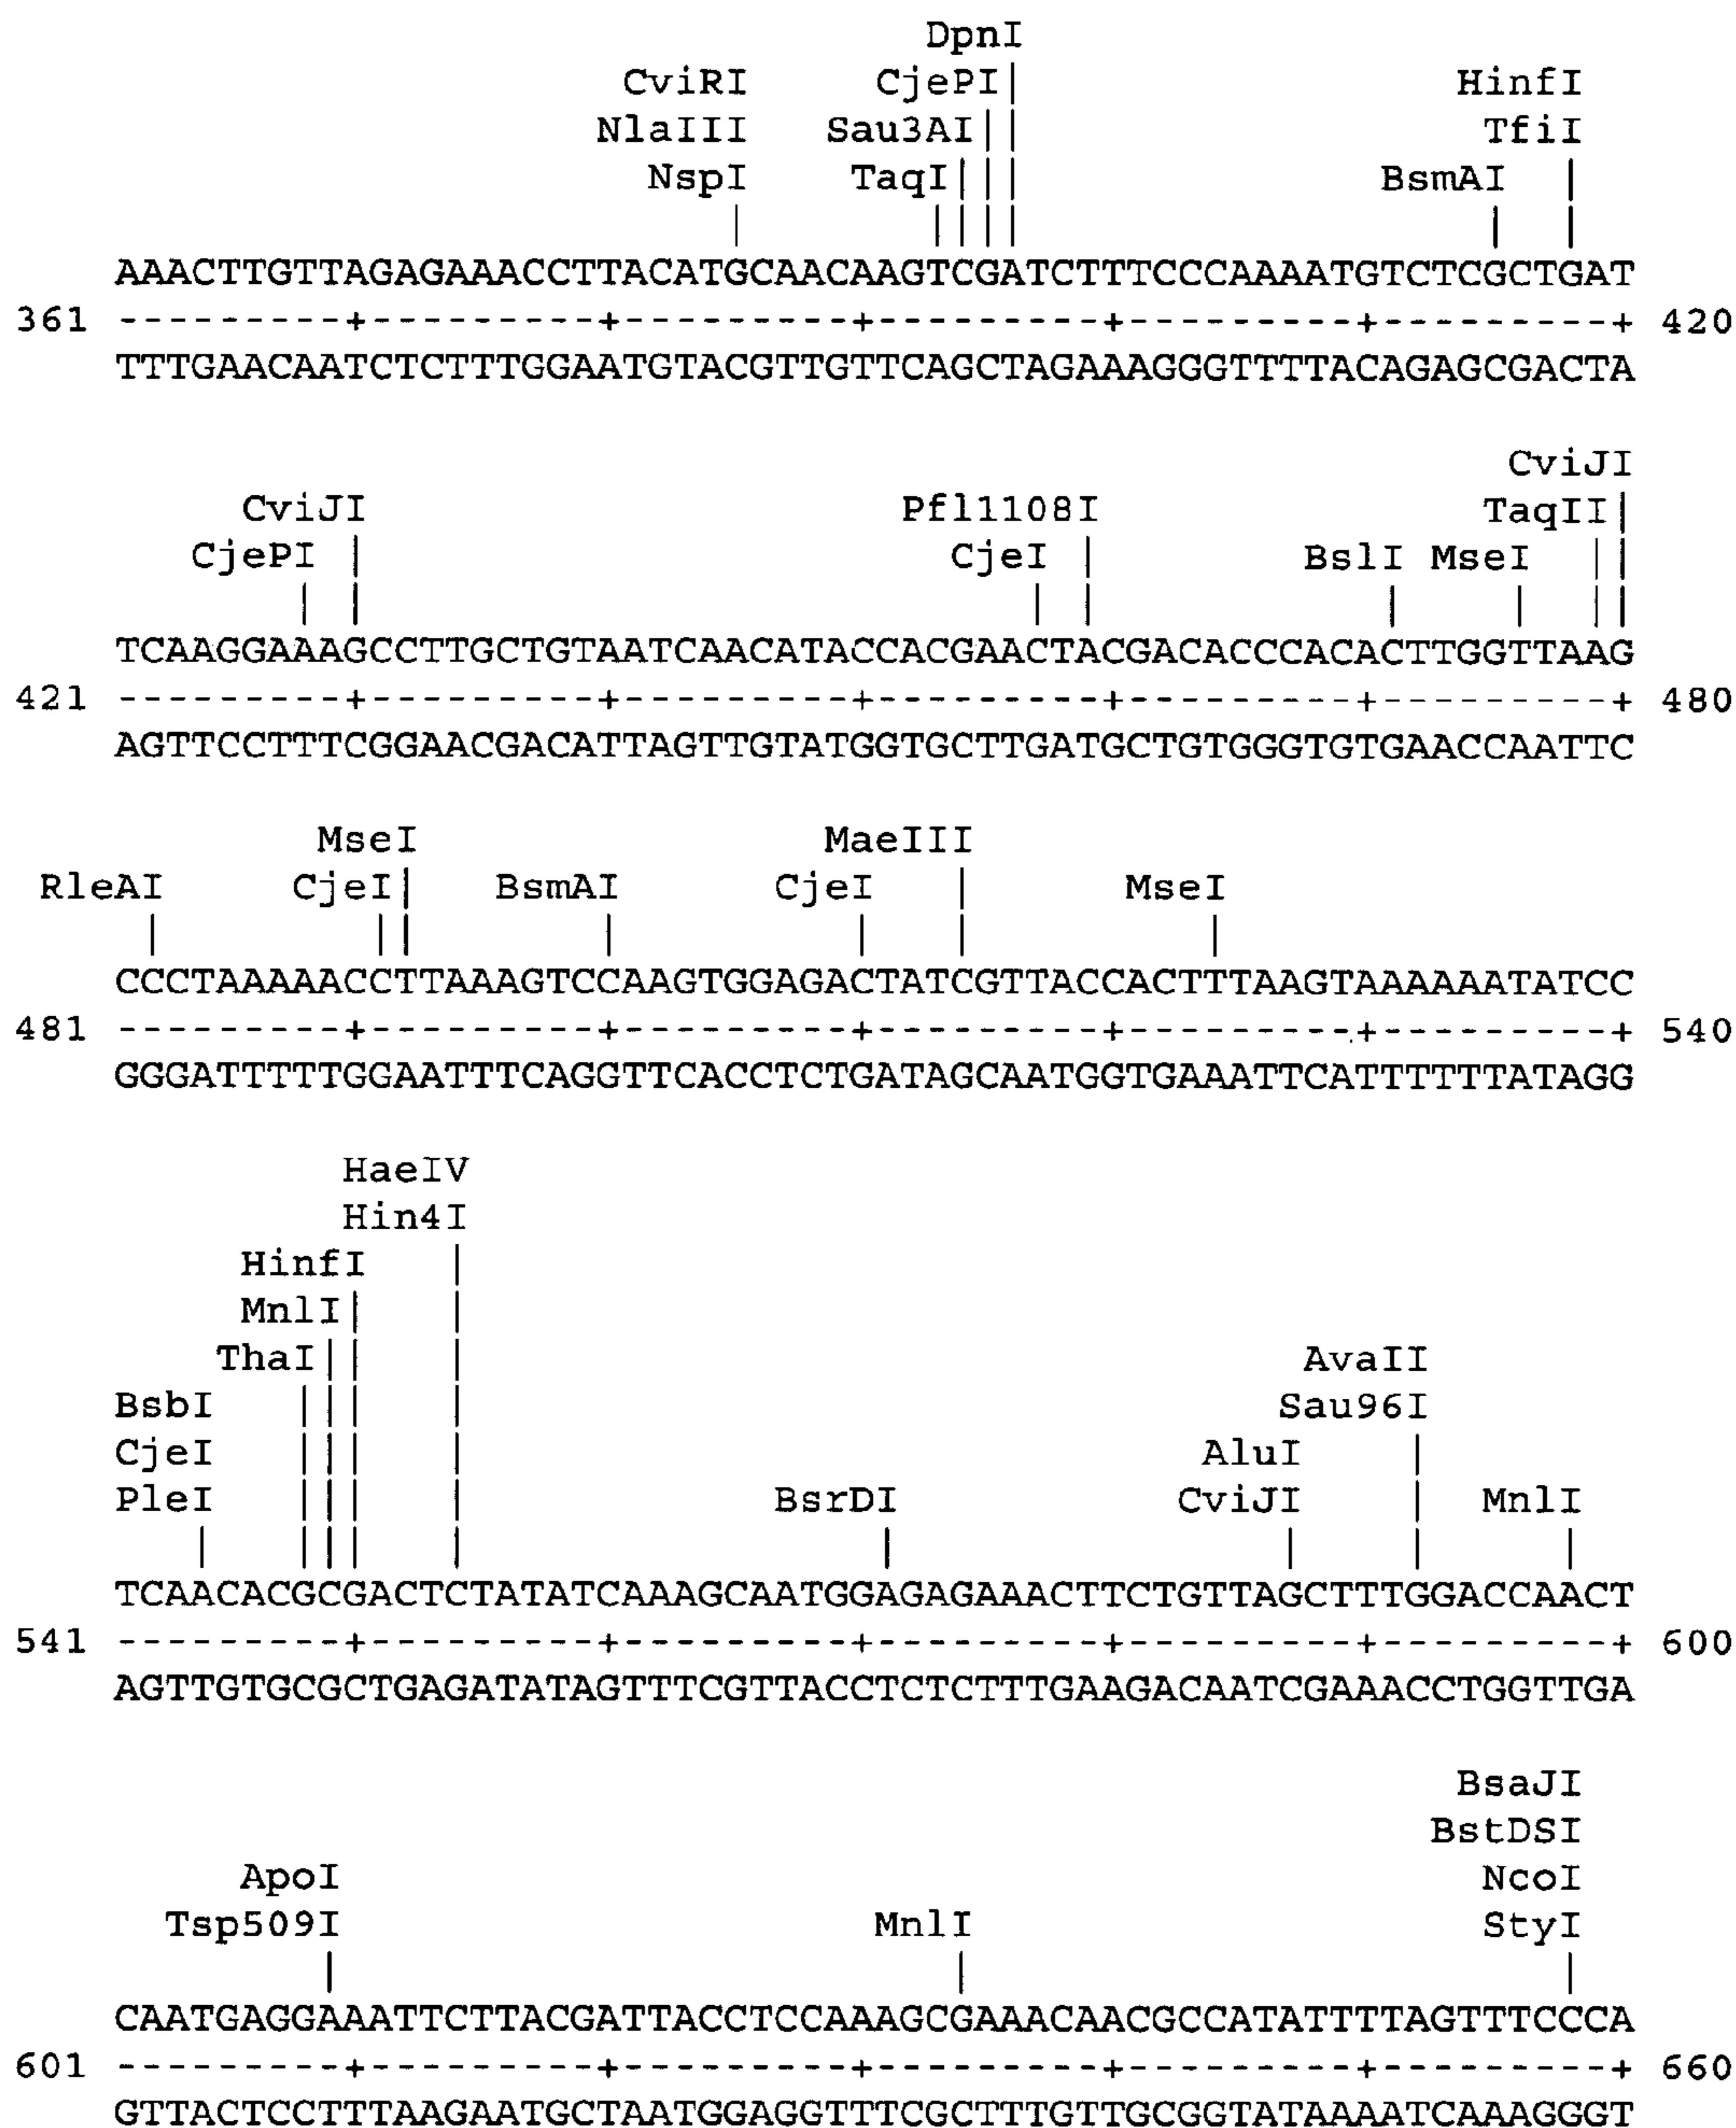 DpnI
CviRI CjePI| HinfI
NlaIII Sau3AI|| TfiI
NspI TaqI||| BsmAI |
| |||| | |
AAACTTGTTAGAGAAACCTTACATGCAACAAGTCGATCTTTCCCAAAATGTCTCGCTGAT
361 ---------+---------+---------+---------+---------+---------+ 420
TTTGAACAATCTCTTTGGAATGTACGTTGTTCAGCTAGAAAGGGTTTTACAGAGCGACTA
CviJI
CviJI Pfl1108I TaqII|
CjePI | CjeI | BslI MseI ||
| | | | | | ||
TCAAGGAAAGCCTTGCTGTAATCAACATACCACGAACTACGACACCCACACTTGGTTAAG
421 ---------+---------+---------+---------+---------+---------+ 480
AGTTCCTTTCGGAACGACATTAGTTGTATGGTGCTTGATGCTGTGGGTGTGAACCAATTC
MseI MaeIII
RleAI CjeI| BsmAI CjeI | MseI
| || | | | |
CCCTAAAAACCTTAAAGTCCAAGTGGAGACTATCGTTACCACTTTAAGTAAAAAATATCC
481 ---------+---------+---------+---------+---------+---------+ 540
GGGATTTTTGGAATTTCAGGTTCACCTCTGATAGCAATGGTGAAATTCATTTTTTATAGG
HaeIV
Hin4I
HinfI |
MnlI| |
ThaI|| | AvaII
BsbI ||| | Sau96I
CjeI ||| | AluI |
PleI ||| | BsrDI CviJI | MnlI
| ||| | | | | |
TCAACACGCGACTCTATATCAAAGCAATGGAGAGAAACTTCTGTTAGCTTTGGACCAACT
541 ---------+---------+---------+---------+---------+---------+ 600
AGTTGTGCGCTGAGATATAGTTTCGTTACCTCTCTTTGAAGACAATCGAAACCTGGTTGA
BsaJI
BstDSI
ApoI NcoI
Tsp509I MnlI StyI
| | |
CAATGAGGAAATTCTTACGATTACCTCCAAAGCGAAACAACGCCATATTTTAGTTTCCCA
601 ---------+---------+---------+---------+---------+---------+ 660
GTTACTCCTTTAAGAATGCTAATGGAGGTTTCGCTTTGTTGCGGTATAAAATCAAAGGGT